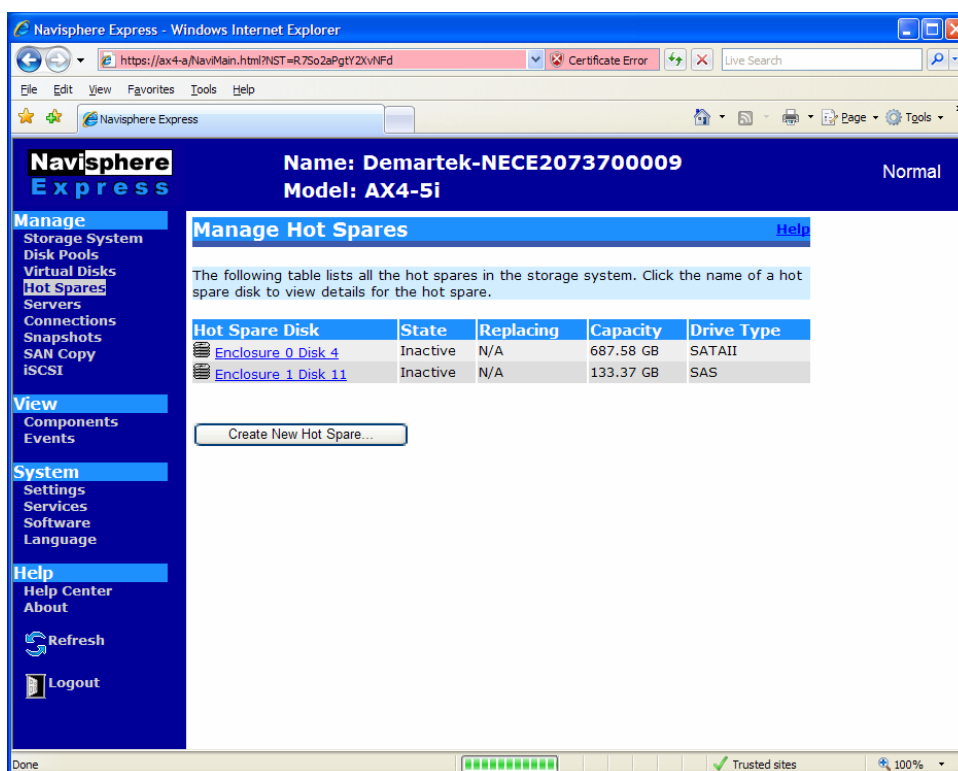 Navisphere Express - Windows Internet Explorer
https://ax4-a/NaviMain.html?NST=R7So2aPgtY2XvNFd Certificate Error Live Search
File Edit View Favorites Tools Help
Navisphere Express Page Tools
Navisphere
Express
Name: Demartek-NECE2073700009
Model: AX4-5i
Normal
Manage
Storage System
Disk Pools
Virtual Disks
Hot Spares
Servers
Connections
Snapshots
SAN Copy
iSCSI
View
Components
Events
System
Settings
Services
Software
Language
Help
Help Center
About
Refresh
Logout
Manage Hot Spares Help
The following table lists all the hot spares in the storage system. Click the name of a hot
spare disk to view details for the hot spare.
Hot Spare Disk State Replacing Capacity Drive Type
Enclosure 0 Disk 4 Inactive N/A 687.58 GB SATAII
Enclosure 1 Disk 11 Inactive N/A 133.37 GB SAS
Create New Hot Spare...
Done Trusted sites 100%